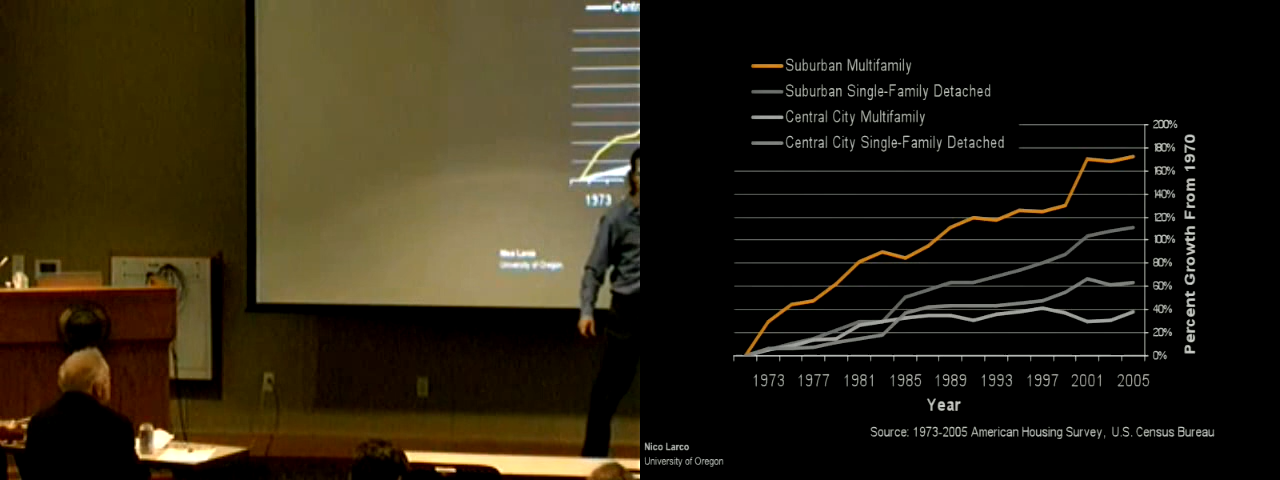 Centr
1973
Nico Larco
University of Oregon
Suburban Multifamily
Suburban Single-Family Detached
Central City Multifamily
Central City Single-Family Detached
200%
180%
160%
140%
120%
100%
80%
60%
40%
20%
0%
Percent Growth From 1970
1973 1977 1981 1985 1989 1993 1997 2001 2005
Year
Source: 1973-2005 American Housing Survey, U.S. Census Bureau
Nico Larco
University of Oregon